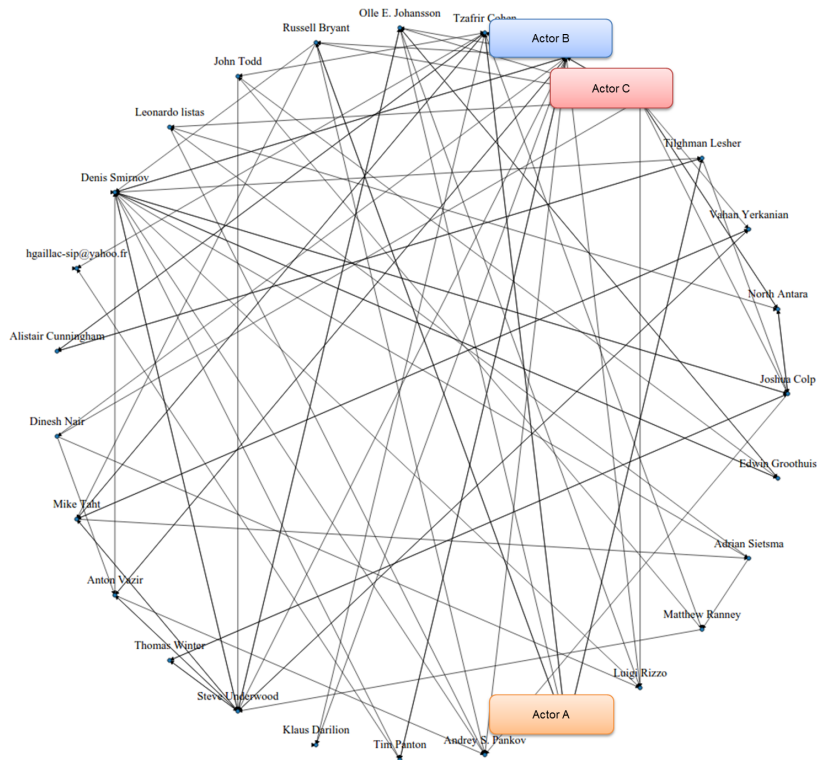 Olle E. Johansson
Tzafrir Cohen
Russell Bryant
Actor B
John Todd
Actor C
Leonardo listas
Tilghman Lesher
Denis Smirnov
Vahan Yerkanian
hgaillac-sip@yahoo.fr
North Antara
Alistair Cunningham
Joshua Colp
Dinesh Nair
Edwin Groothuis
Mike Taht
Adrian Sietsma
Anton Vazir
Matthew Ranney
Thomas Winter
Luigi Rizzo
Steve Underwood
Actor A
Klaus Darilion
Andrey S. Pankov
Tim Panton